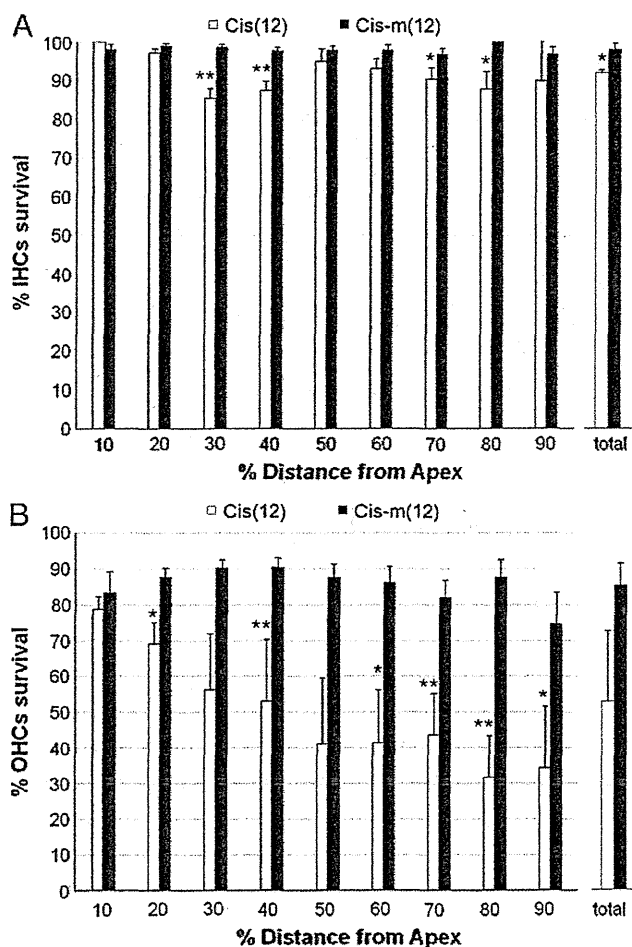 A
Cis(12) Cis-m(12)
100
90
80
70
60
50
40
30
20
10
0
** ** * * *
% IHCs survival
10 20 30 40 50 60 70 80 90 total
% Distance from Apex
B
Cis(12) Cis-m(12)
100
90
80
70
60
50
40
30
20
10
0
* ** * ** ** *
% OHCs survival
10 20 30 40 50 60 70 80 90 total
% Distance from Apex